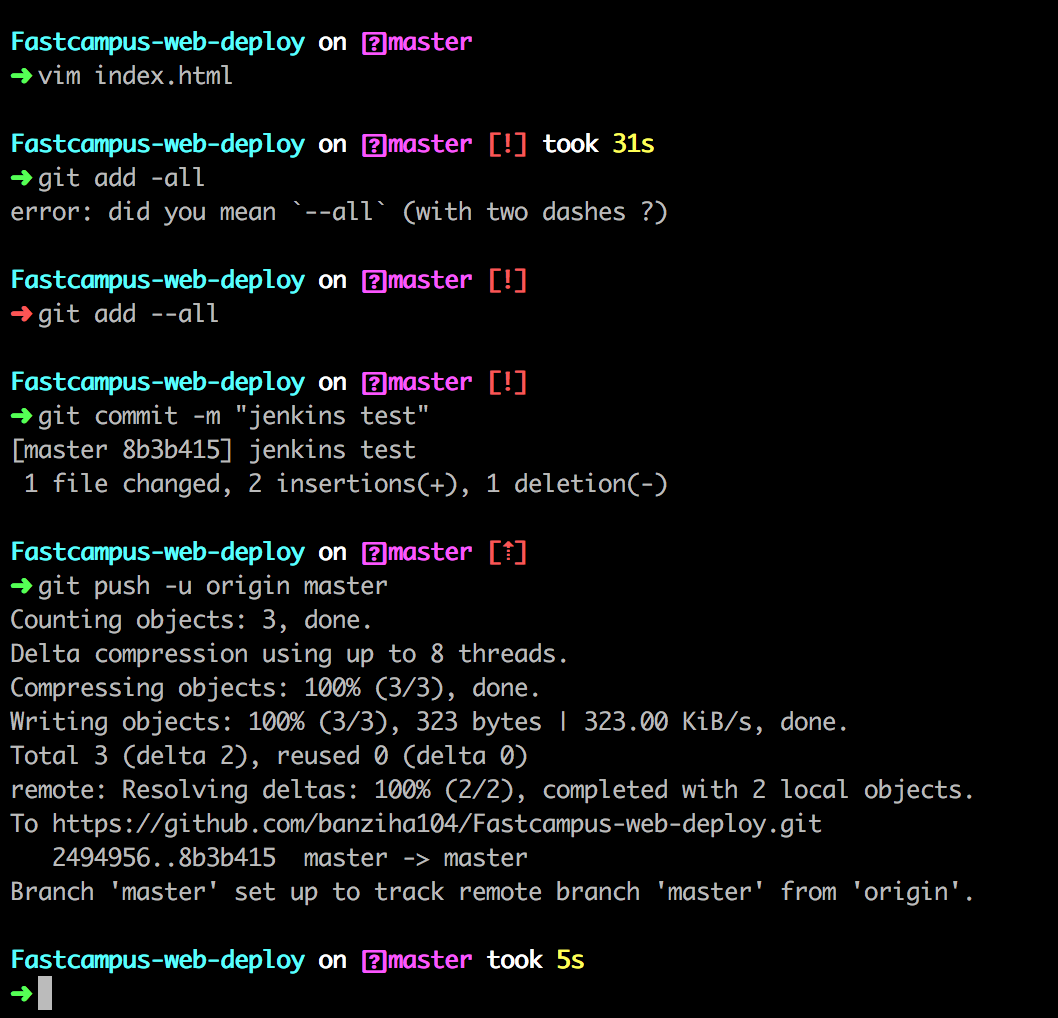 Fastcampus-web-deploy on ⍰master
➜ vim index.html
Fastcampus-web-deploy on ⍰master [!] took 31s
➜ git add -all
error: did you mean `--all` (with two dashes ?)
Fastcampus-web-deploy on ⍰master [!]
➜ git add --all
Fastcampus-web-deploy on ⍰master [!]
➜ git commit -m "jenkins test"
[master 8b3b415] jenkins test
 1 file changed, 2 insertions(+), 1 deletion(-)
Fastcampus-web-deploy on ⍰master [⇡]
➜ git push -u origin master
Counting objects: 3, done.
Delta compression using up to 8 threads.
Compressing objects: 100% (3/3), done.
Writing objects: 100% (3/3), 323 bytes | 323.00 KiB/s, done.
Total 3 (delta 2), reused 0 (delta 0)
remote: Resolving deltas: 100% (2/2), completed with 2 local objects.
To https://github.com/banziha104/Fastcampus-web-deploy.git
   2494956..8b3b415  master -> master
Branch 'master' set up to track remote branch 'master' from 'origin'.
Fastcampus-web-deploy on ⍰master took 5s
➜